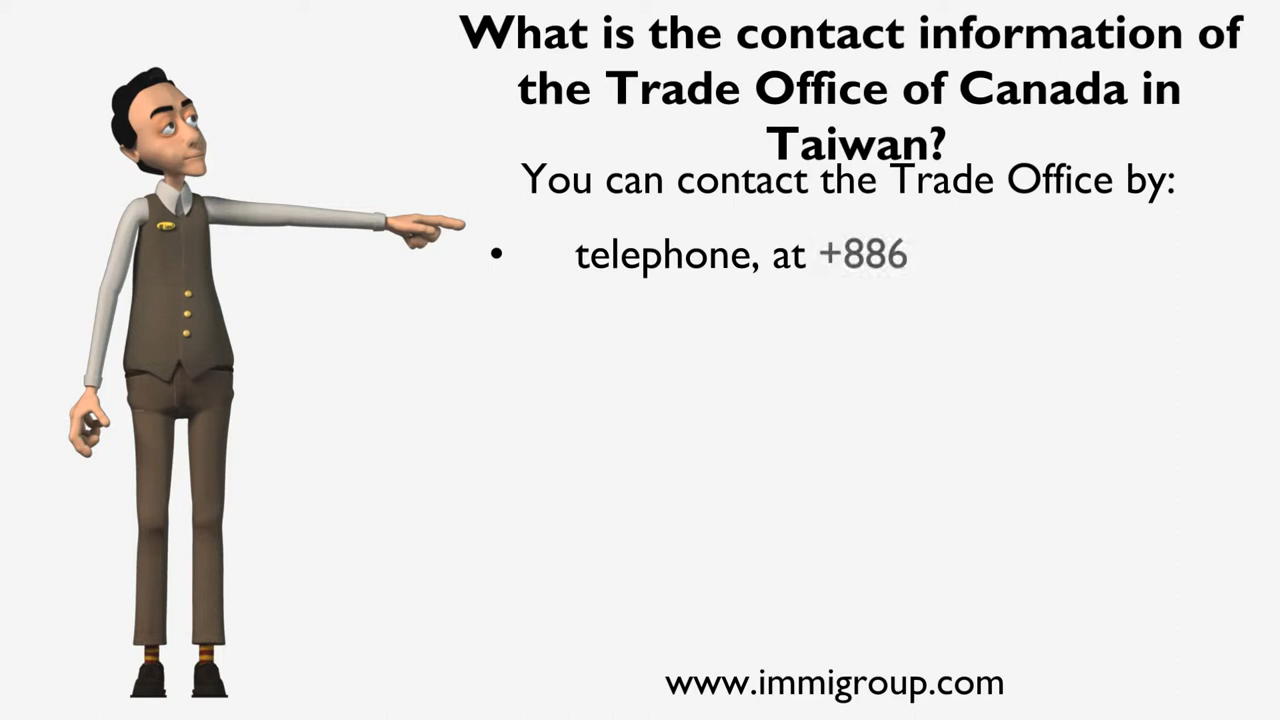 What is the contact information of
the Trade Office of Canada in
Taiwan?
You can contact the Trade Office by:
• telephone, at +886
www.immigroup.com